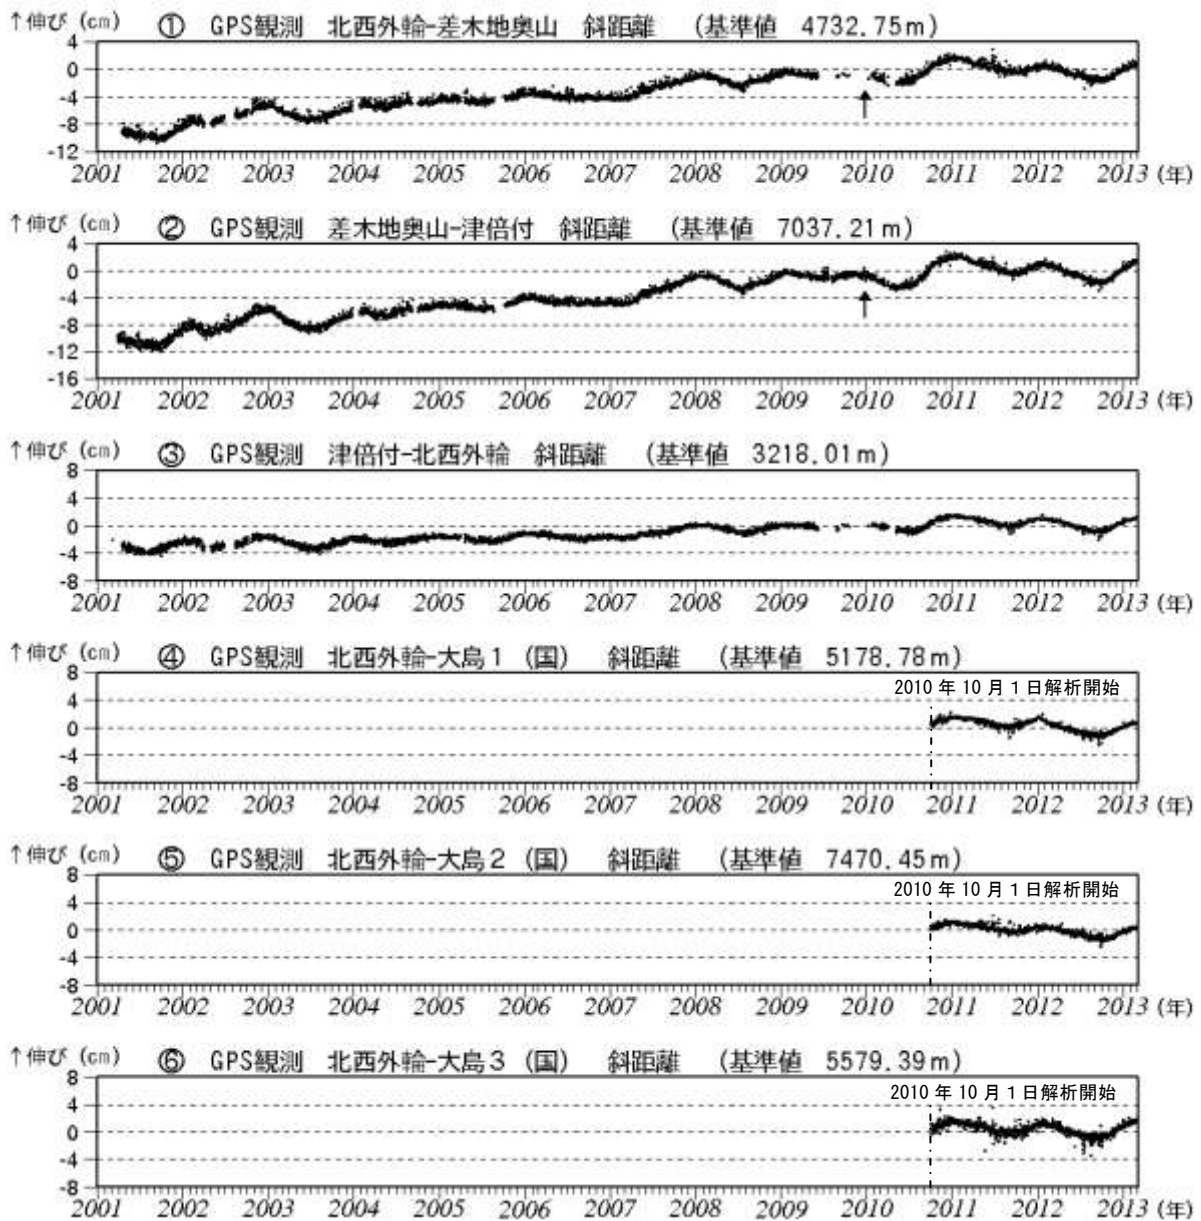 ↑伸び (cm) ① GPS観測 北西外輪-差木地奥山 斜距離 (基準値 4732.75m)
4
0
-4
-8
-12
2001 2002 2003 2004 2005 2006 2007 2008 2009 2010 2011 2012 2013 (年)
↑伸び (cm) ② GPS観測 差木地奥山-津倍付 斜距離 (基準値 7037.21m)
4
0
-4
-8
-12
-16
2001 2002 2003 2004 2005 2006 2007 2008 2009 2010 2011 2012 2013 (年)
↑伸び (cm) ③ GPS観測 津倍付-北西外輪 斜距離 (基準値 3218.01m)
8
4
0
-4
-8
2001 2002 2003 2004 2005 2006 2007 2008 2009 2010 2011 2012 2013 (年)
↑伸び (cm) ④ GPS観測 北西外輪-大島1 (国) 斜距離 (基準値 5178.78m)
2010年10月1日解析開始
8
4
0
-4
-8
2001 2002 2003 2004 2005 2006 2007 2008 2009 2010 2011 2012 2013 (年)
↑伸び (cm) ⑤ GPS観測 北西外輪-大島2 (国) 斜距離 (基準値 7470.45m)
2010年10月1日解析開始
8
4
0
-4
-8
2001 2002 2003 2004 2005 2006 2007 2008 2009 2010 2011 2012 2013 (年)
↑伸び (cm) ⑥ GPS観測 北西外輪-大島3 (国) 斜距離 (基準値 5579.39m)
2010年10月1日解析開始
8
4
0
-4
-8
2001 2002 2003 2004 2005 2006 2007 2008 2009 2010 2011 2012 2013 (年)